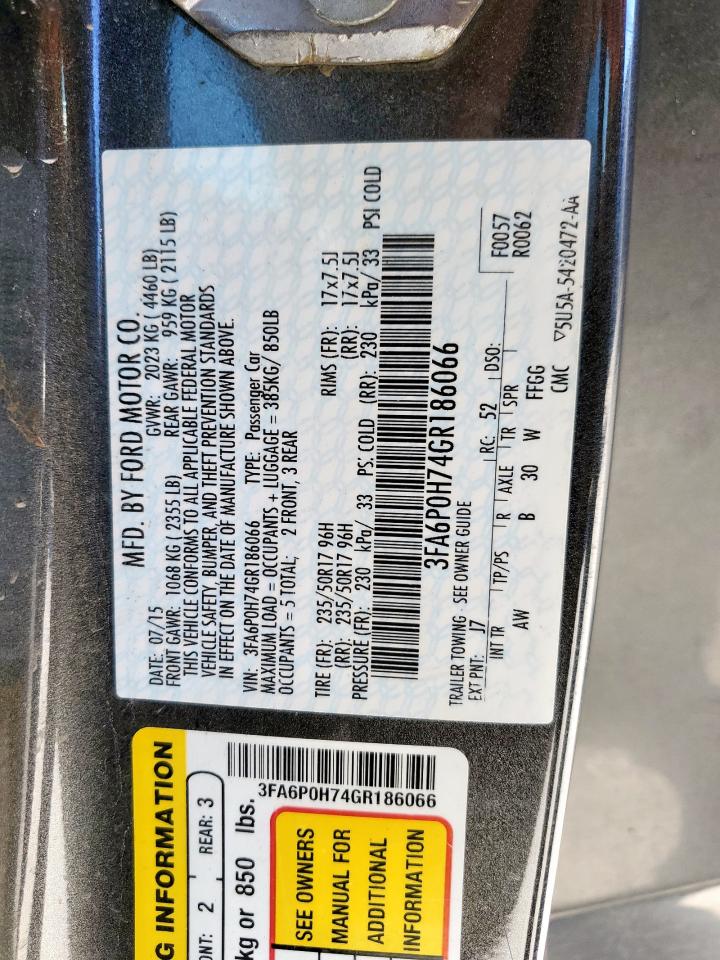 MFD. BY FORD MOTOR CO.
DATE: 07/15 GVWR: 2023 KG ( 4460 LB)
FRONT GAWR: 1068 KG ( 2355 LB) REAR GAWR: 959 KG ( 2115 LB)
THIS VEHICLE CONFORMS TO ALL APPLICABLE FEDERAL MOTOR
VEHICLE SAFETY, BUMPER, AND THEFT PREVENTION STANDARDS
IN EFFECT ON THE DATE OF MANUFACTURE SHOWN ABOVE.
VIN: 3FA6P0H74GR186066 TYPE: Passenger Car
MAXIMUM LOAD = OCCUPANTS + LUGGAGE = 385KG/ 850LB
OCCUPANTS = 5 TOTAL; 2 FRONT, 3 REAR
TIRE (FR): 235/50R17 96H RIMS (FR): 17x7.5J
(RR): 235/50R17 96H (RR): 17x7.5J
PRESSURE (FR): 230 kPa/ 33 PS: COLD (RR): 230 kPa/ 33 PSI COLD
3FA6P0H74GR186066
TRAILER TOWING - SEE OWNER GUIDE F0057
EXT PNT: J7 RC: 52 DSO: R0062
INT TR TP/PS R AXLE TR SPR
AW B 30 W FFGG
CMC ▽5U5A-5420472-AA
G INFORMATION
ONT: 2 REAR: 3
kg or 850 lbs.
3FA6P0H74GR186066
SEE OWNERS
MANUAL FOR
ADDITIONAL
INFORMATION